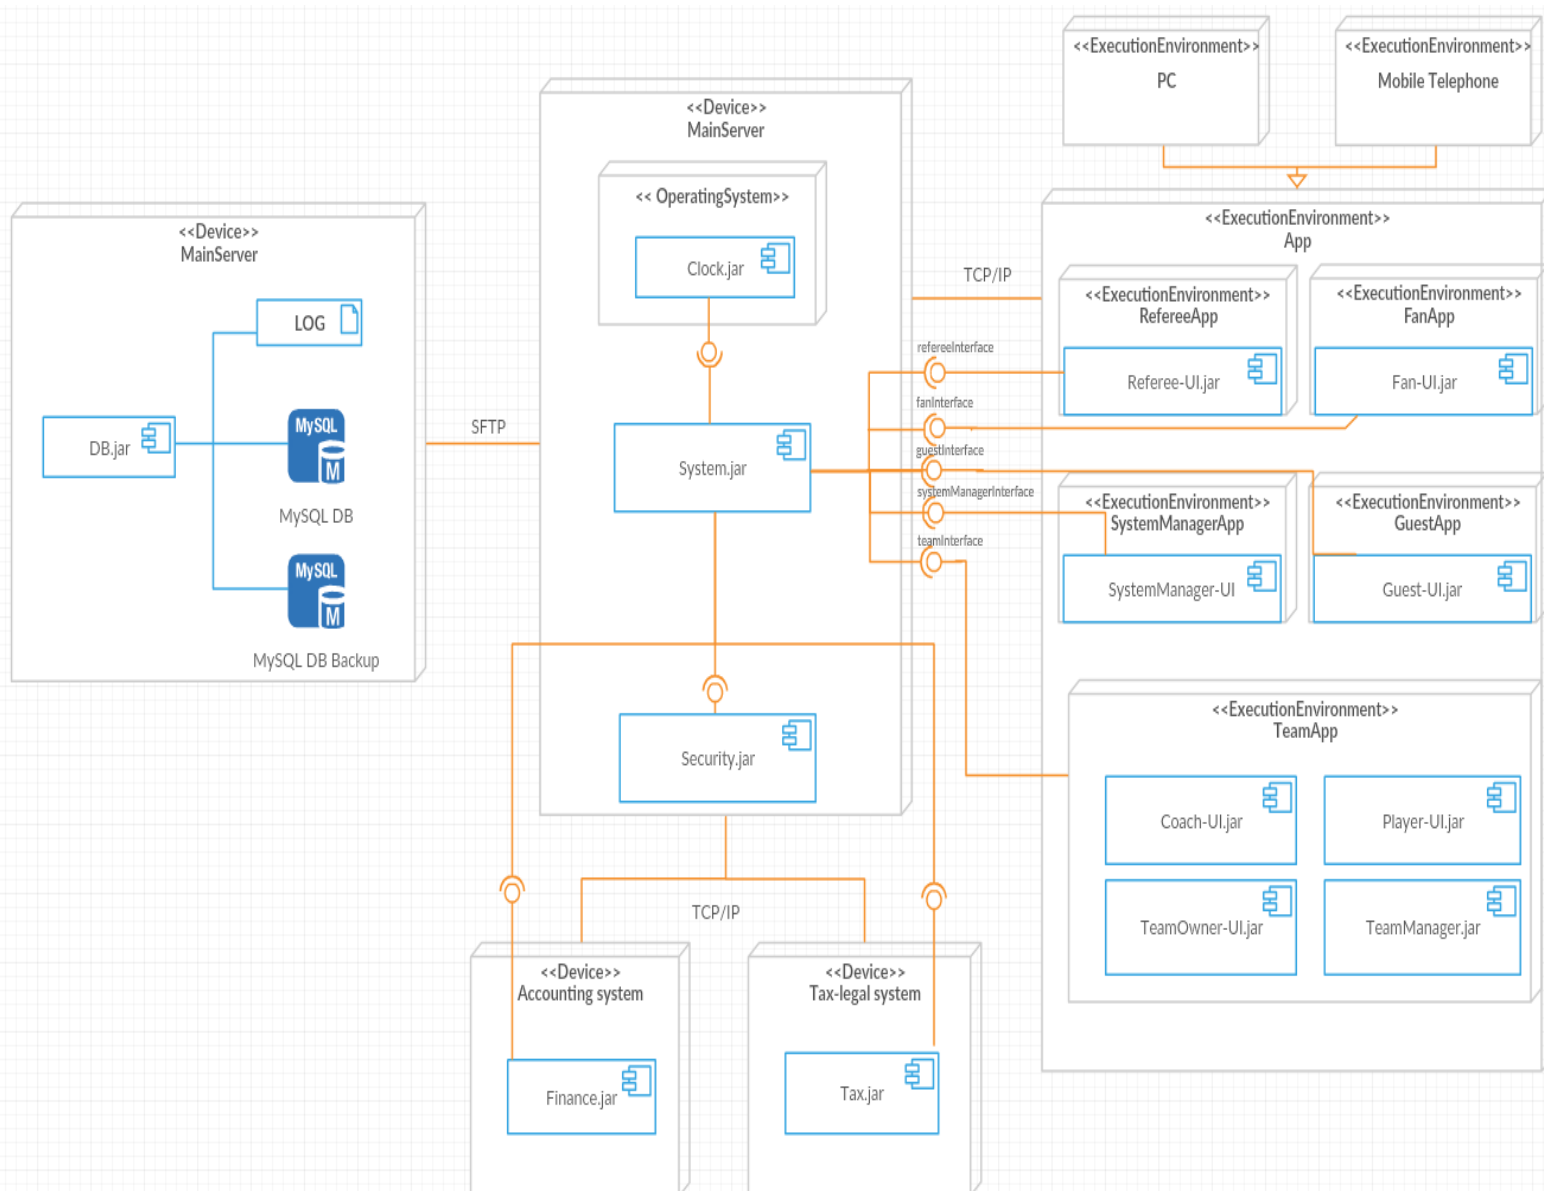 <<ExecutionEnvironment>>
PC
<<ExecutionEnvironment>>
Mobile Telephone
<<Device>>
MainServer
<< OperatingSystem>>
Clock.jar
System.jar
Security.jar
<<Device>>
MainServer
LOG
DB.jar
MySQL
M
MySQL DB
MySQL
M
MySQL DB Backup
SFTP
TCP/IP
refereeInterface
fanInterface
guestInterface
systemManagerInterface
teamInterface
<<ExecutionEnvironment>>
App
<<ExecutionEnvironment>>
RefereeApp
Referee-UI.jar
<<ExecutionEnvironment>>
FanApp
Fan-UI.jar
<<ExecutionEnvironment>>
SystemManagerApp
SystemManager-UI
<<ExecutionEnvironment>>
GuestApp
Guest-UI.jar
<<ExecutionEnvironment>>
TeamApp
Coach-UI.jar
Player-UI.jar
TeamOwner-UI.jar
TeamManager.jar
TCP/IP
<<Device>>
Accounting system
Finance.jar
<<Device>>
Tax-legal system
Tax.jar